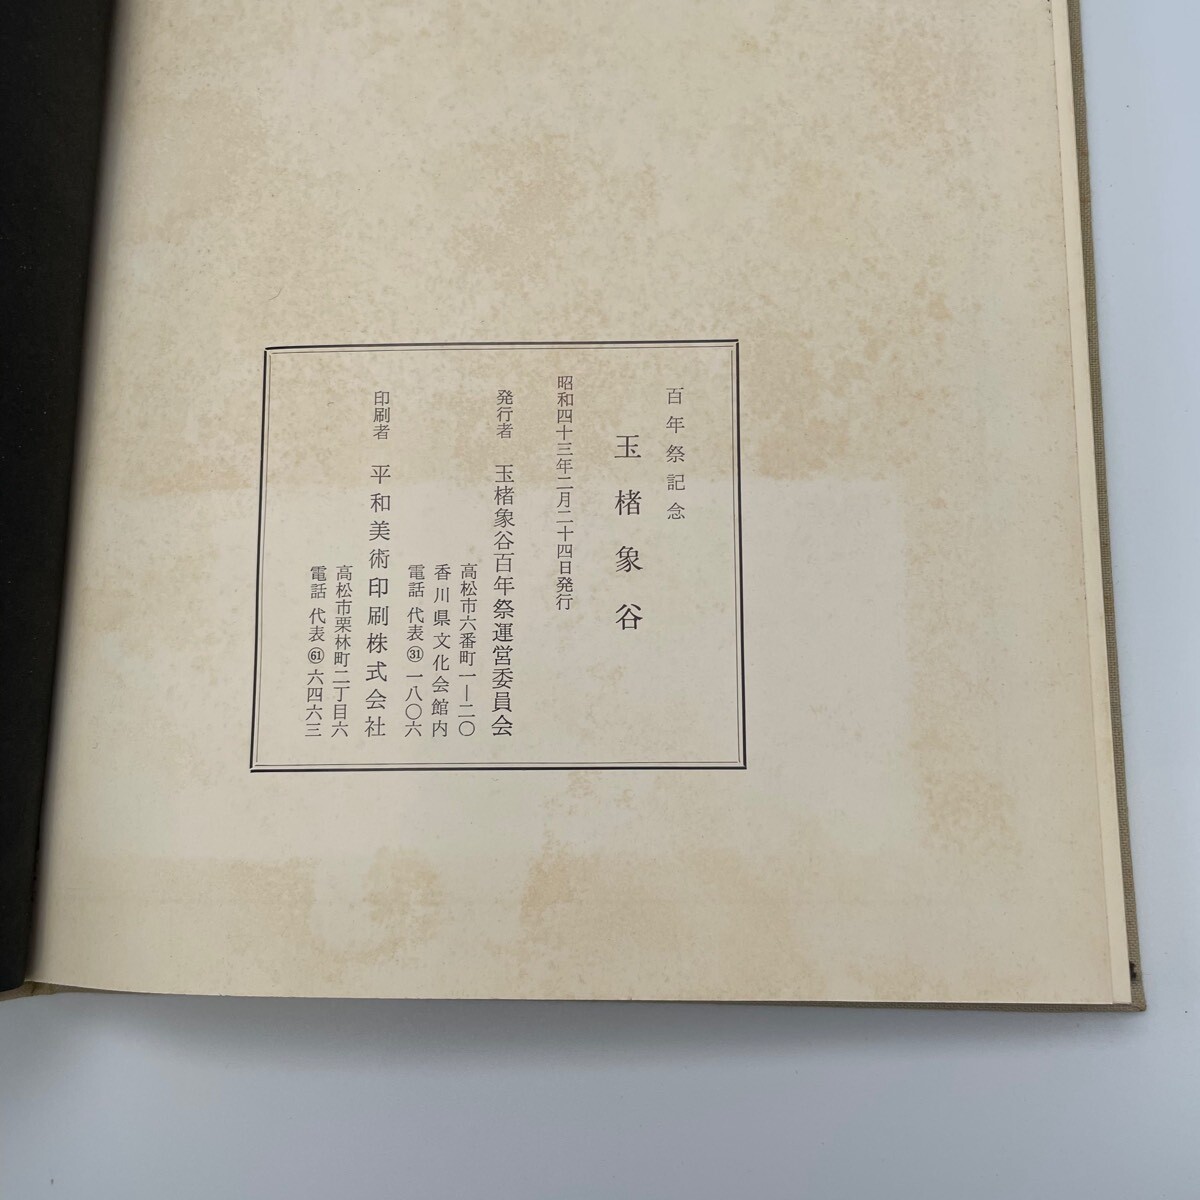 百年祭記念
玉楮象谷
昭和四十三年二月二十四日発行
発行者 玉楮象谷百年祭運営委員会
高松市六番町一―二〇
香川県文化会館内
電話 代表㉛一八〇六
印刷者 平和美術印刷株式会社
高松市栗林町二丁目六
電話 代表�61六四六三